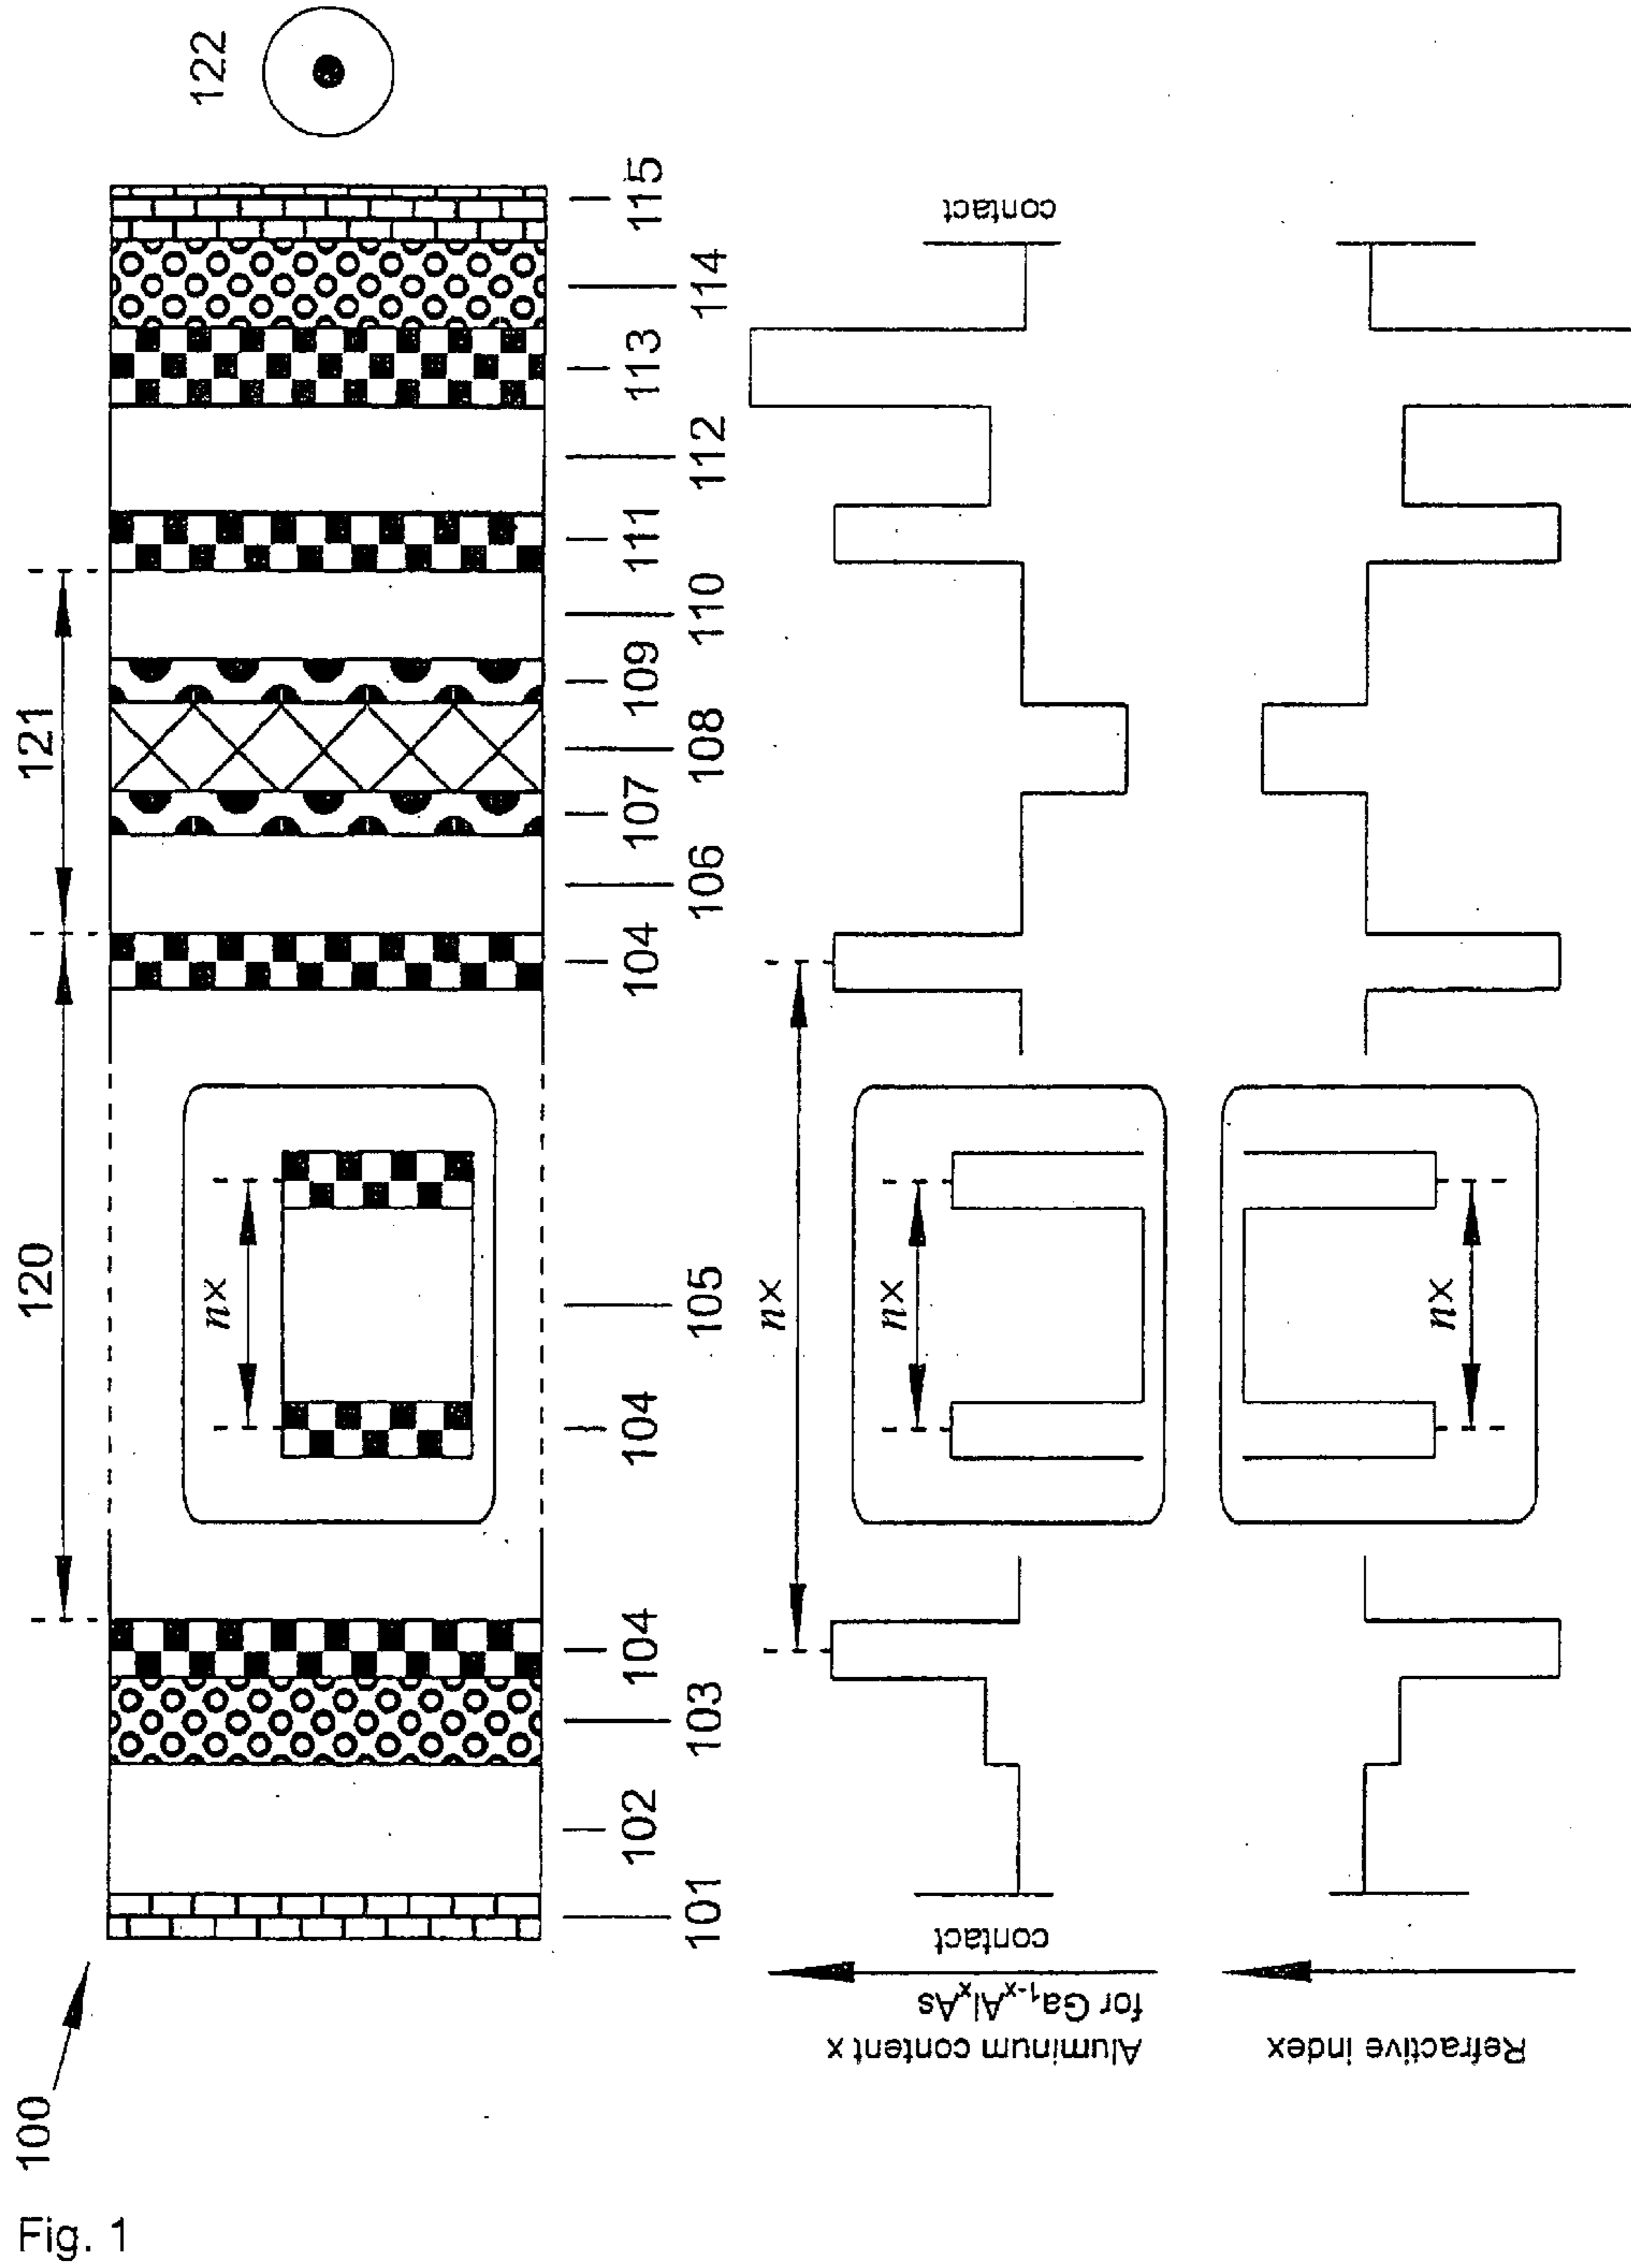 Fig. 1
100
120
121
122
n×
101
102
103
104
104
105
104
106
107
108
109
110
111
112
113
114
115
Aluminum content x
for Ga1-xAlxAs
contact
contact
n×
n×
Refractive index
n×